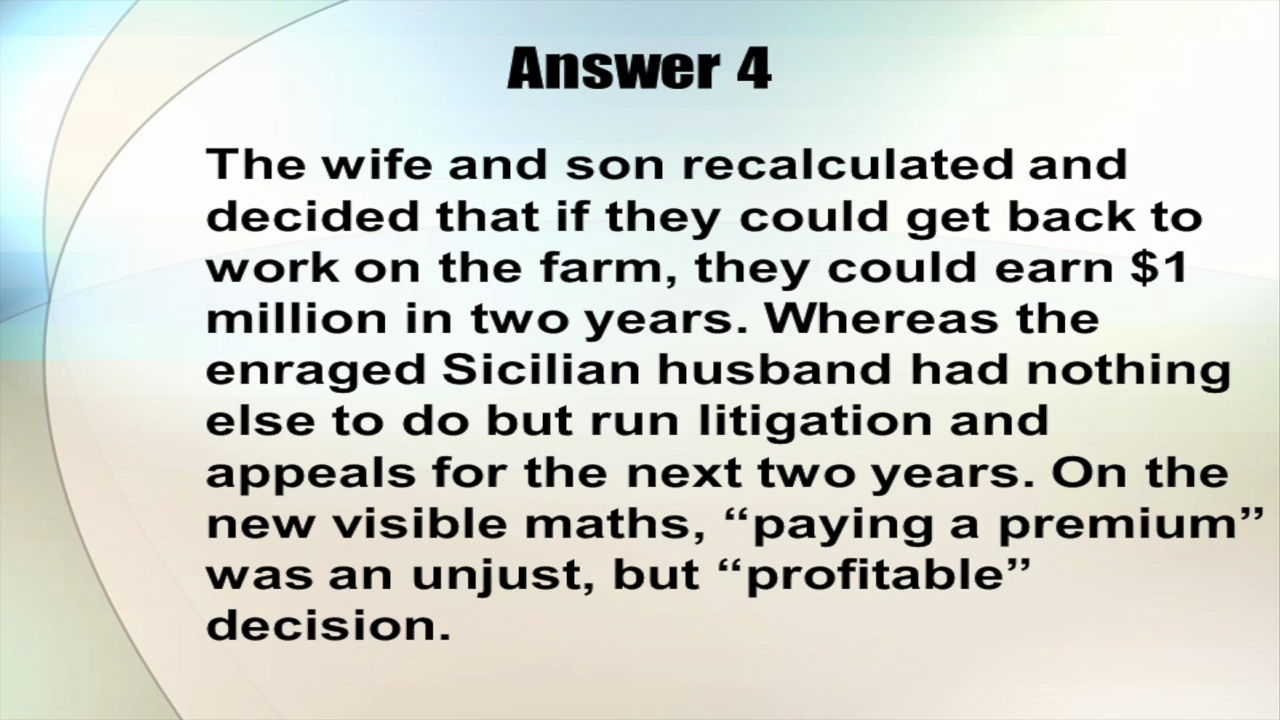 Answer 4
The wife and son recalculated and
decided that if they could get back to
work on the farm, they could earn $1
million in two years. Whereas the
enraged Sicilian husband had nothing
else to do but run litigation and
appeals for the next two years. On the
new visible maths, “paying a premium”
was an unjust, but “profitable”
decision.